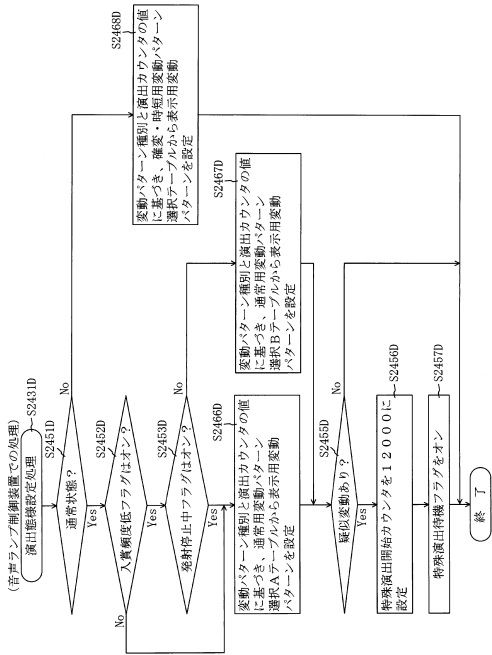 (音声ランプ制御装置での処理)
演出態様設定処理
S2431D
通常状態？
S2451D
No
Yes
入賞頻度低フラグはオン？
S2452D
No
Yes
発射停止中フラグはオン？
S2453D
No
Yes
変動パターン種別と演出カウンタの値
に基づき、通常用変動パターン
選択Aテーブルから表示用変動
パターンを設定
S2466D
変動パターン種別と演出カウンタの値
に基づき、通常用変動パターン
選択Bテーブルから表示用変動
パターンを設定
S2467D
変動パターン種別と演出カウンタの値
に基づき、確変・時短用変動パターン
選択テーブルから表示用変動
パターンを設定
S2468D
疑似変動あり？
S2455D
No
Yes
特殊演出開始カウンタを12000に
設定
S2456D
特殊演出待機フラグをオン
S2457D
終 了